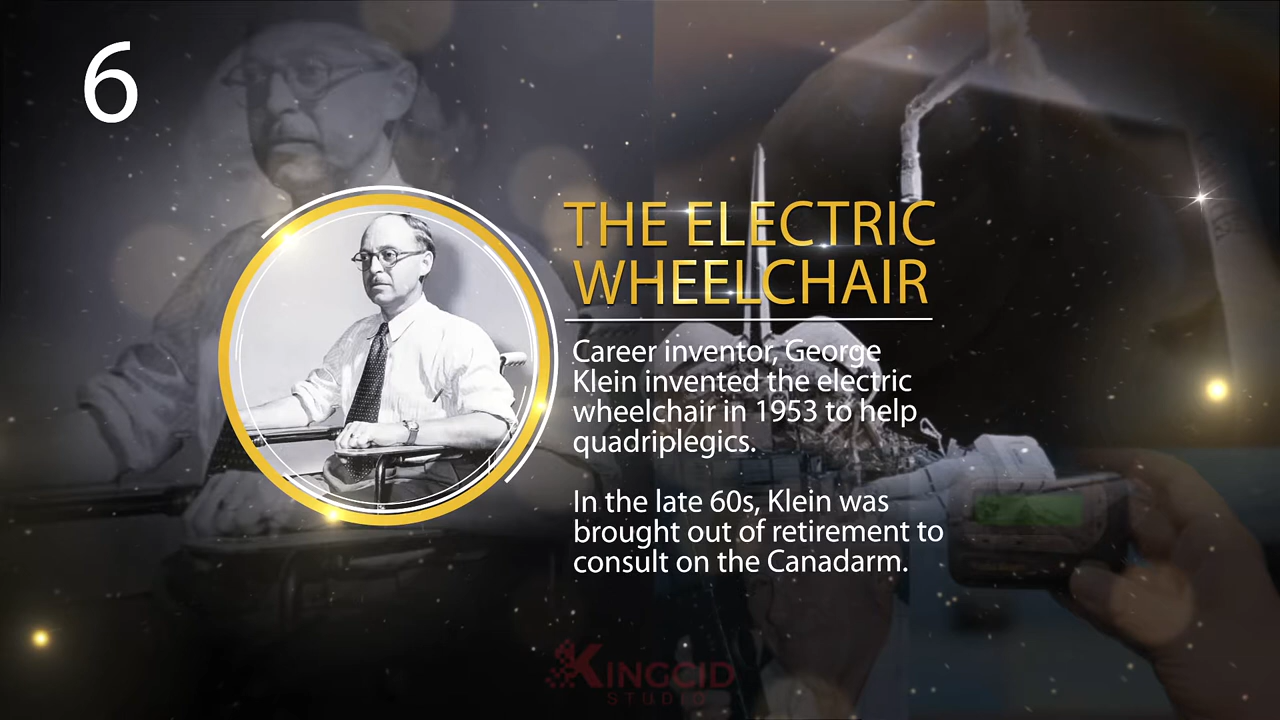 6
THE ELECTRIC
WHEELCHAIR
Career inventor, George
Klein invented the electric
wheelchair in 1953 to help
quadriplegics.
In the late 60s, Klein was
brought out of retirement to
consult on the Canadarm.
KINGCID
STUDIO